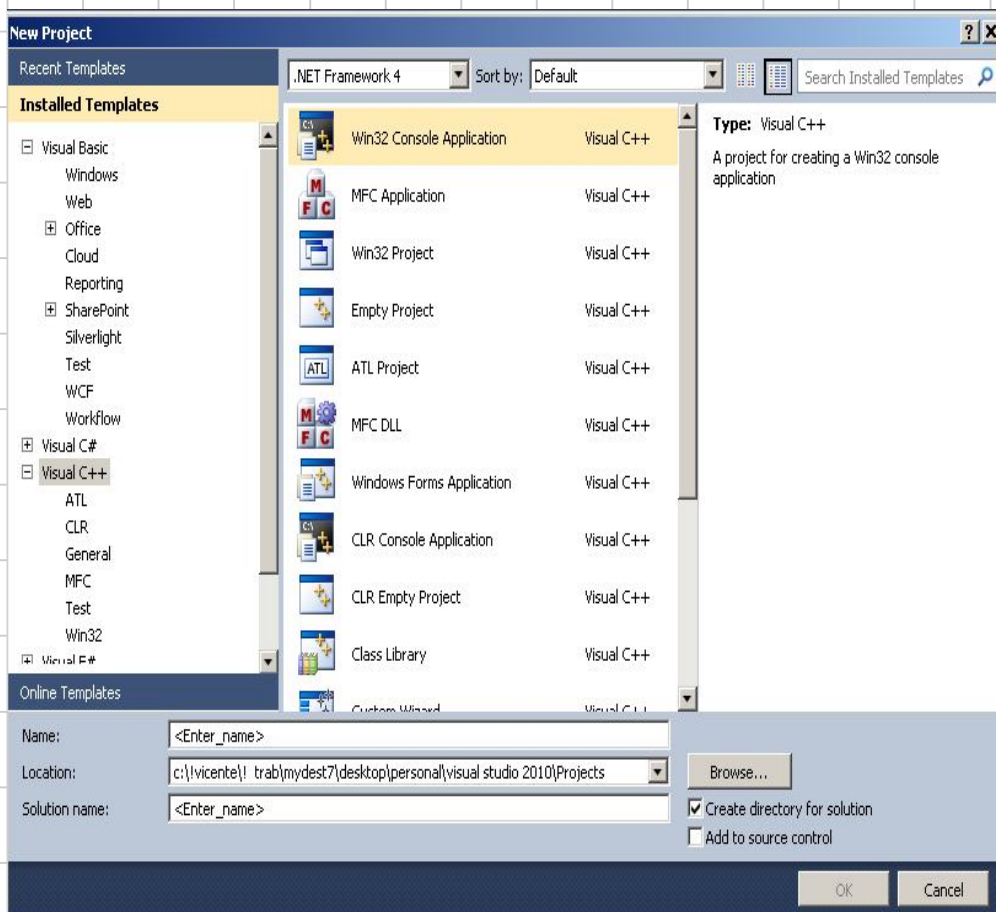 New Project
Recent Templates
.NET Framework 4
Sort by: Default
Search Installed Templates
Installed Templates
Visual Basic
Windows
Web
Office
Cloud
Reporting
SharePoint
Silverlight
Test
WCF
Workflow
Visual C#
Visual C++
ATL
CLR
General
MFC
Test
Win32
Visual F#
Online Templates
Win32 Console Application Visual C++
MFC Application Visual C++
Win32 Project Visual C++
Empty Project Visual C++
ATL Project Visual C++
MFC DLL Visual C++
Windows Forms Application Visual C++
CLR Console Application Visual C++
CLR Empty Project Visual C++
Class Library Visual C++
Custom Wizard Visual C++
Type: Visual C++
A project for creating a Win32 console
application
Name: <Enter_name>
Location: c:\!vicente\! trab\mydest7\desktop\personal\visual studio 2010\Projects
Browse...
Solution name: <Enter_name>
Create directory for solution
Add to source control
OK
Cancel